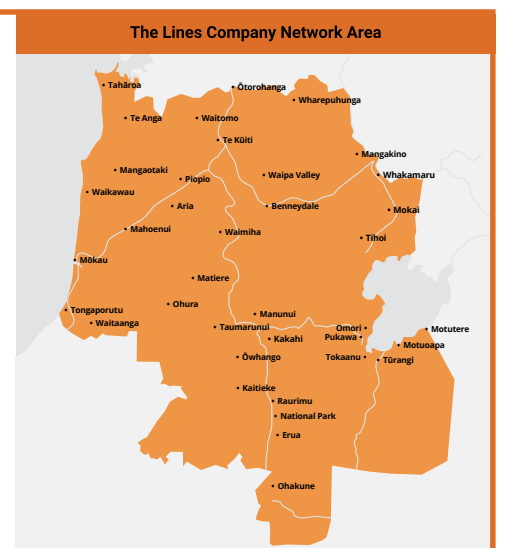 The Lines Company Network Area
Tahāroa
Ōtorohanga
Wharepuhunga
Te Anga
Waitomo
Te Kūiti
Mangakino
Mangaotaki
Piopio
Waipa Valley
Whakamaru
Waikawau
Aria
Benneydale
Mokai
Mahoenui
Waimiha
Tihoi
Mōkau
Matiere
Ohura
Tongaporutu
Manunui
Waitaanga
Taumarunui
Omori
Motutere
Kakahi
Pukawa
Motuoapa
Ōwhango
Tokaanu
Tūrangi
Kaitieke
Raurimu
National Park
Erua
Ohakune